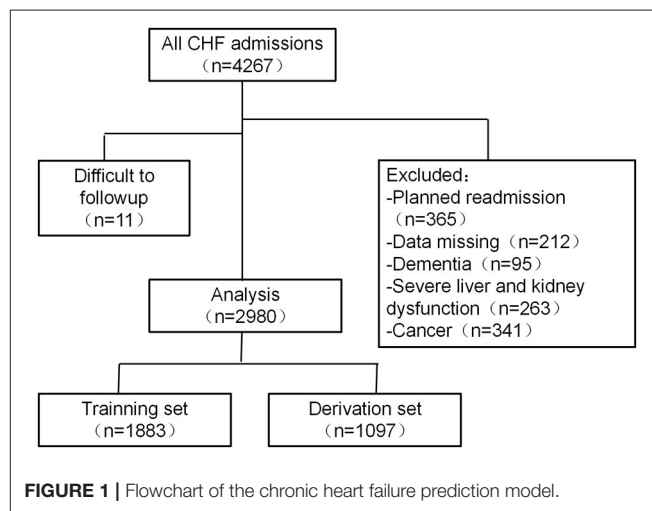 All CHF admissions
（n=4267）
Difficult to
followup
（n=11）
Excluded：
-Planned readmission
（n=365）
-Data missing（n=212）
-Dementia（n=95）
-Severe liver and kidney
dysfunction（n=263）
-Cancer（n=341）
Analysis
（n=2980）
Trainning set
（n=1883）
Derivation set
（n=1097）
FIGURE 1 | Flowchart of the chronic heart failure prediction model.